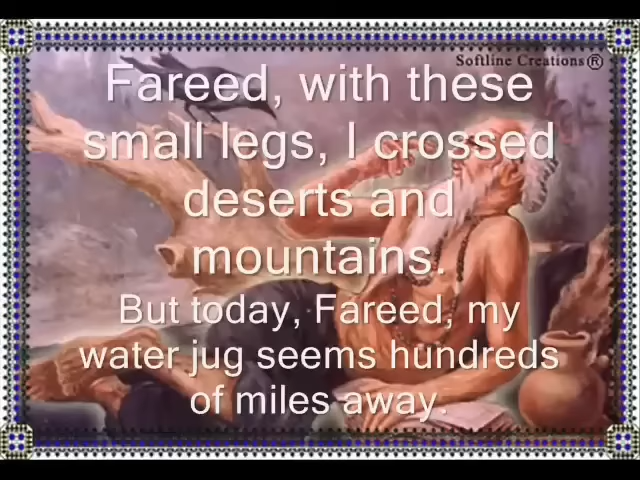 Softline Creations®
Fareed, with these
small legs, I crossed
deserts and
mountains.
But today, Fareed, my
water jug seems hundreds
of miles away.